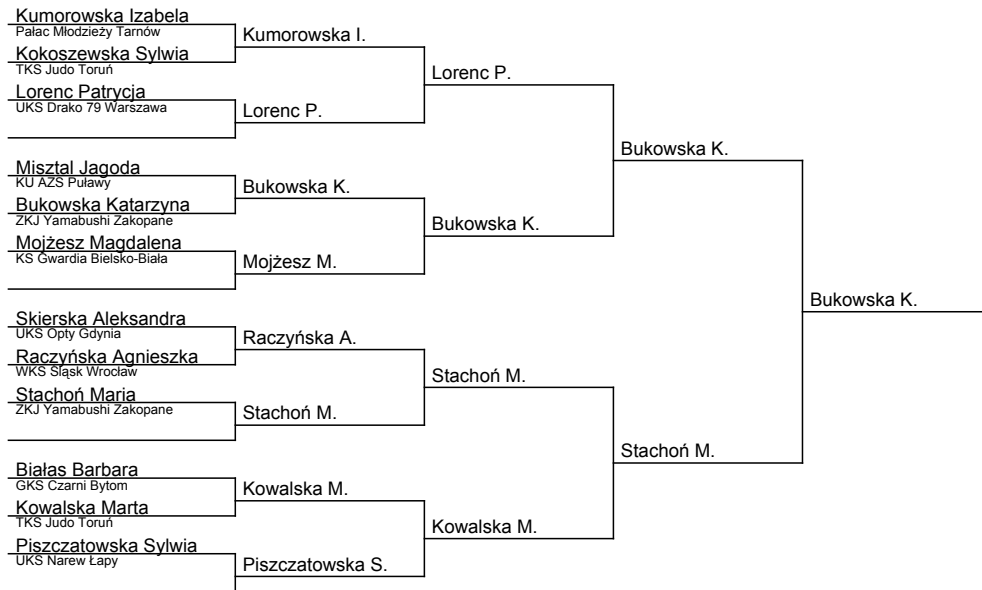 Kumorowska Izabela
Pałac Młodzieży Tarnów
Kumorowska I.
Kokoszewska Sylwia
TKS Judo Toruń
Lorenc P.
Lorenc Patrycja
UKS Drako 79 Warszawa
Lorenc P.
Bukowska K.
Misztal Jagoda
KU AZS Puławy
Bukowska K.
Bukowska Katarzyna
ZKJ Yamabushi Zakopane
Bukowska K.
Mojżesz Magdalena
KS Gwardia Bielsko-Biała
Mojżesz M.
Bukowska K.
Skierska Aleksandra
UKS Opty Gdynia
Raczyńska A.
Raczyńska Agnieszka
WKS Śląsk Wrocław
Stachoń M.
Stachoń Maria
ZKJ Yamabushi Zakopane
Stachoń M.
Stachoń M.
Białas Barbara
GKS Czarni Bytom
Kowalska M.
Kowalska Marta
TKS Judo Toruń
Kowalska M.
Piszczatowska Sylwia
UKS Narew Łapy
Piszczatowska S.